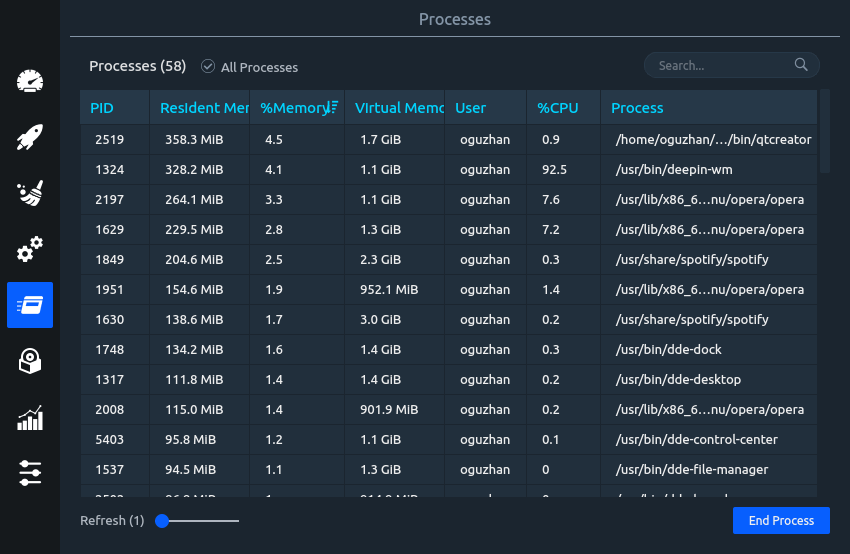 Processes
Processes (58) All Processes Search...
PID Resident Mer %Memory Virtual Memo User %CPU Process
2519 358.3 MiB 4.5 1.7 GiB oguzhan 0.9 /home/oguzhan/…/bin/qtcreator
1324 328.2 MiB 4.1 1.1 GiB oguzhan 92.5 /usr/bin/deepin-wm
2197 264.1 MiB 3.3 1.1 GiB oguzhan 7.6 /usr/lib/x86_6…nu/opera/opera
1629 229.5 MiB 2.8 1.3 GiB oguzhan 7.2 /usr/lib/x86_6…nu/opera/opera
1849 204.6 MiB 2.5 2.3 GiB oguzhan 0.3 /usr/share/spotify/spotify
1951 154.6 MiB 1.9 952.1 MiB oguzhan 1.4 /usr/lib/x86_6…nu/opera/opera
1630 138.6 MiB 1.7 3.0 GiB oguzhan 0.2 /usr/share/spotify/spotify
1748 134.2 MiB 1.6 1.4 GiB oguzhan 0.3 /usr/bin/dde-dock
1317 111.8 MiB 1.4 1.4 GiB oguzhan 0.2 /usr/bin/dde-desktop
2008 115.0 MiB 1.4 901.9 MiB oguzhan 0.2 /usr/lib/x86_6…nu/opera/opera
5403 95.8 MiB 1.2 1.1 GiB oguzhan 0.1 /usr/bin/dde-control-center
1537 94.5 MiB 1.1 1.3 GiB oguzhan 0 /usr/bin/dde-file-manager
Refresh (1) End Process